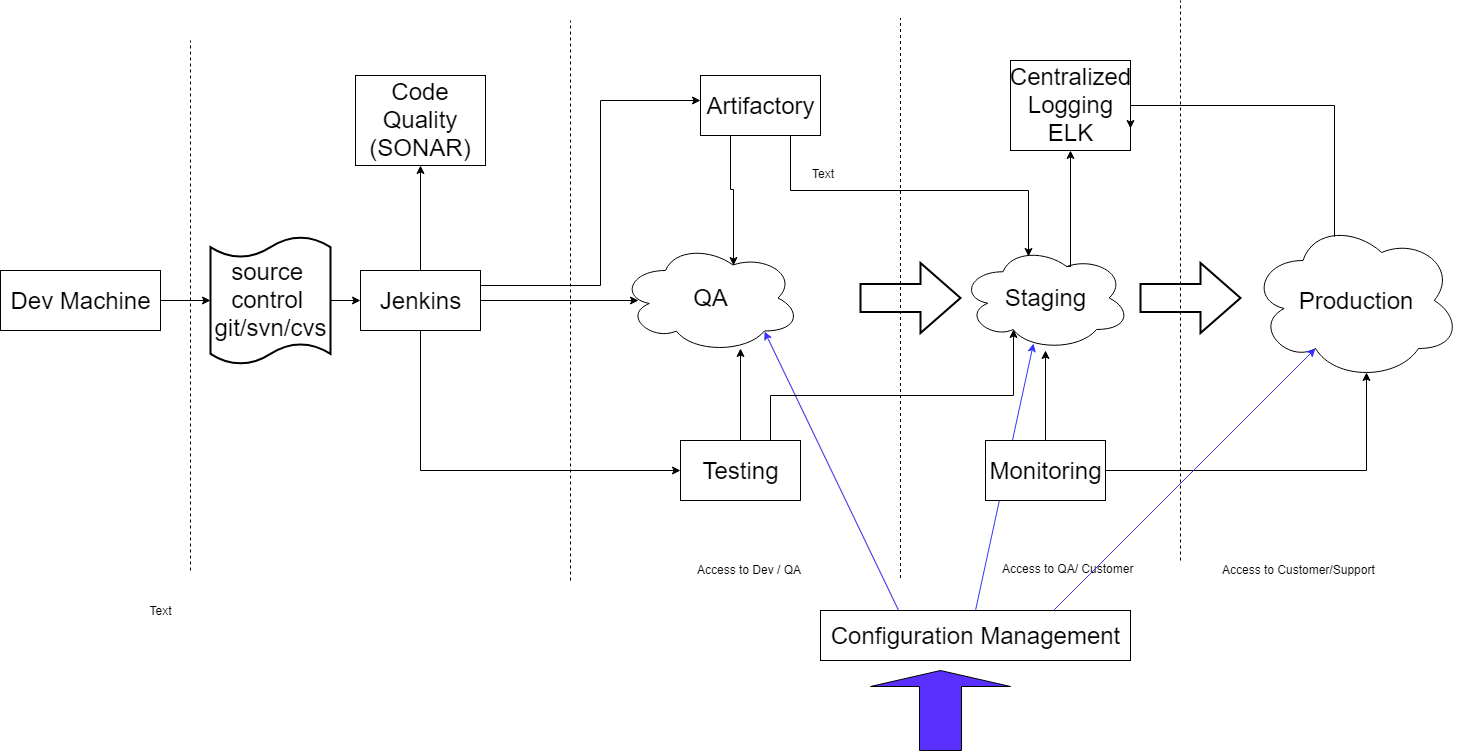 Code
Quality
(SONAR)
Artifactory
Centralized
Logging
ELK
Text
Dev Machine
source
control
git/svn/cvs
Jenkins
QA
Staging
Production
Testing
Monitoring
Access to Dev / QA
Access to QA/ Customer
Access to Customer/Support
Text
Configuration Management